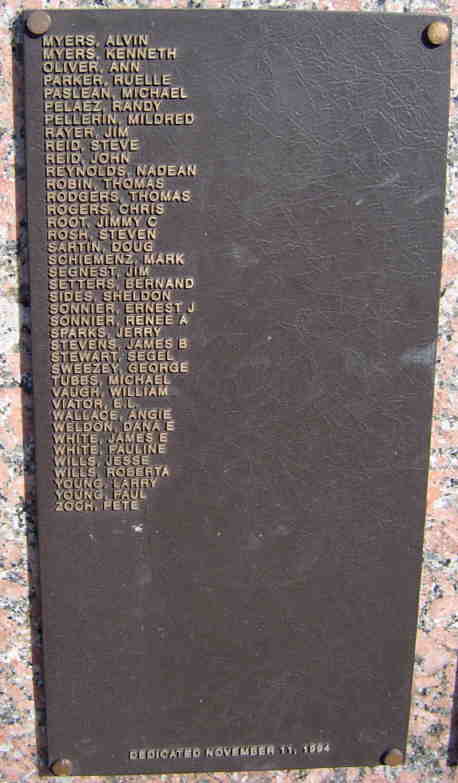 MYERS, ALVIN
MYERS, KENNETH
OLIVER, ANN
PARKER, RUELLE
PASLEAN, MICHAEL
PELAEZ, RANDY
PELLERIN, MILDRED
RAYER, JIM
REID, STEVE
REID, JOHN
REYNOLDS, NADEAN
ROBIN, THOMAS
RODGERS, THOMAS
ROGERS, CHRIS
ROOT, JIMMY C
ROSH, STEVEN
SARTIN, DOUG
SCHIEMENZ, MARK
SEGNEST, JIM
SETTERS, BERNAND
SIDES, SHELDON
SONNIER, ERNEST J
SONNIER, RENEE A
SPARKS, JERRY
STEVENS, JAMES B
STEWART, SEGEL
SWEEZEY, GEORGE
TUBBS, MICHAEL
VAUGH, WILLIAM
VIATOR, E.L.
WALLACE, ANGIE
WELDON, DANA E
WHITE, JAMES E
WHITE, PAULINE
WILLS, JESSE
WILLS, ROBERTA
YOUNG, LARRY
YOUNG, PAUL
ZOCH, PETE
DEDICATED NOVEMBER 11, 1994